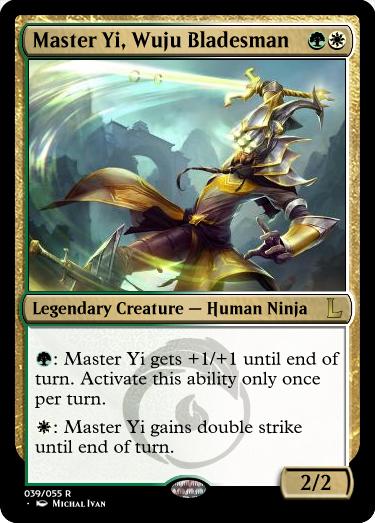 Master Yi, Wuju Bladesman
Legendary Creature — Human Ninja
L
: Master Yi gets +1/+1 until end of
turn. Activate this ability only once
per turn.
: Master Yi gains double strike
until end of turn.
2/2
039/055 R
· Michal Ivan